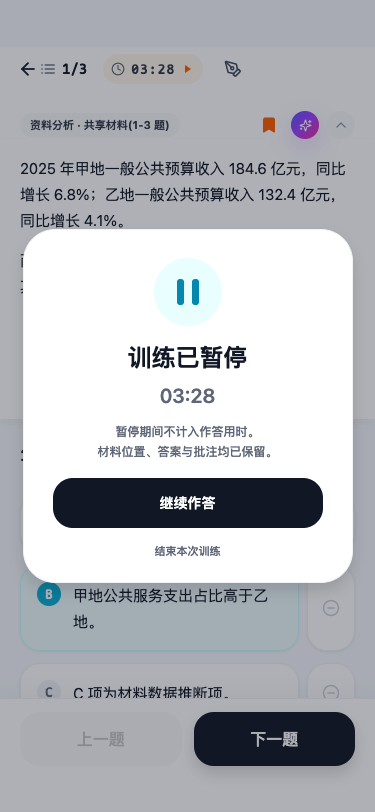 1/3
03:28
资料分析 · 共享材料(1-3 题)
2025 年甲地一般公共预算收入 184.6 亿元，同比
增长 6.8%；乙地一般公共预算收入 132.4 亿元，
同比增长 4.1%。
训练已暂停
03:28
暂停期间不计入作答用时。
材料位置、答案与批注均已保留。
继续作答
结束本次训练
B 甲地公共服务支出占比高于乙
地。
C C 项为材料数据推断项。
上一题
下一题